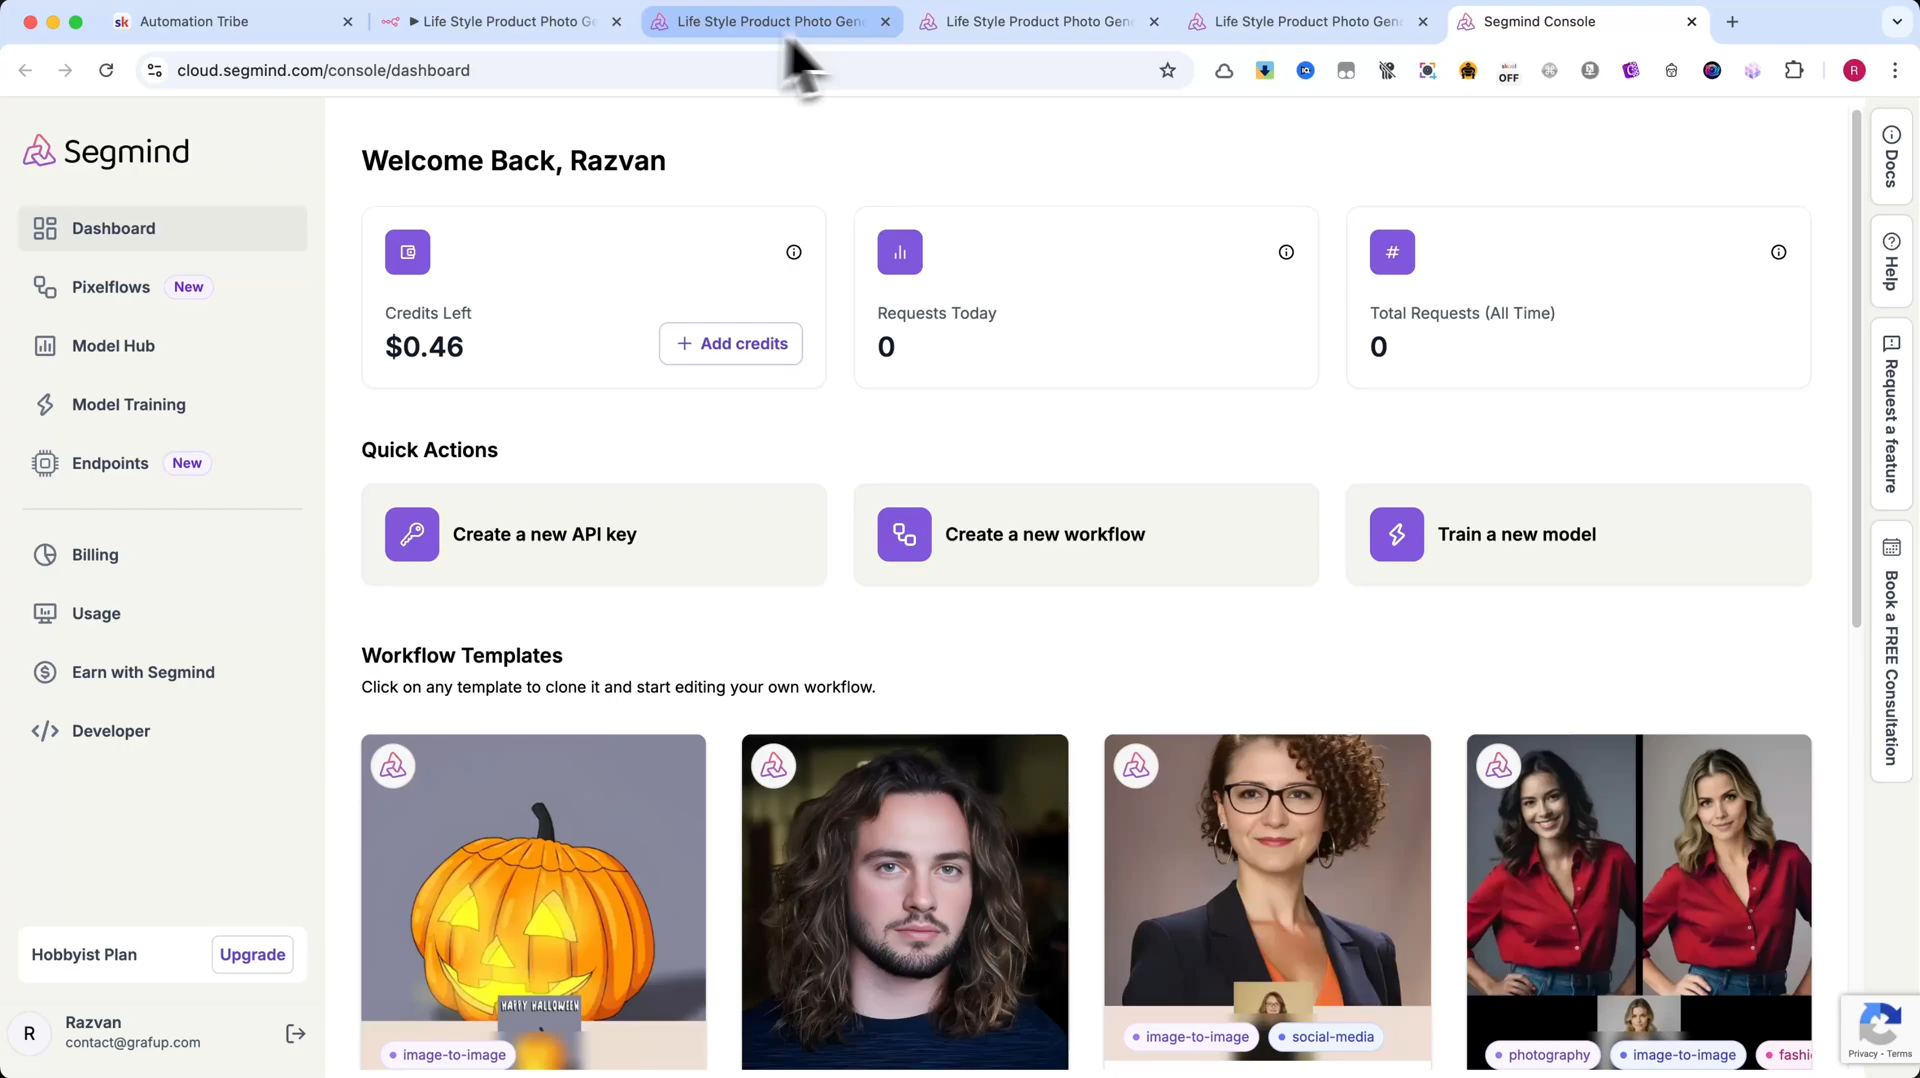 sk Automation Tribe
▶ Life Style Product Photo Ge
Life Style Product Photo Gen
Life Style Product Photo Gen
Life Style Product Photo Gen
Segmind Console
cloud.segmind.com/console/dashboard
OFF
R
Segmind
Dashboard
Pixelflows New
Model Hub
Model Training
Endpoints New
Billing
Usage
Earn with Segmind
Developer
Hobbyist Plan
Upgrade
R
Razvan
contact@grafup.com
Welcome Back, Razvan
Credits Left
$0.46
+ Add credits
Requests Today
0
#
Total Requests (All Time)
0
Quick Actions
Create a new API key
Create a new workflow
Train a new model
Workflow Templates
Click on any template to clone it and start editing your own workflow.
HAPPY HALLOWEEN
image-to-image
image-to-image
social-media
photography
image-to-image
fashi
Docs
Help
Request a feature
Book a FREE Consultation
Privacy - Terms